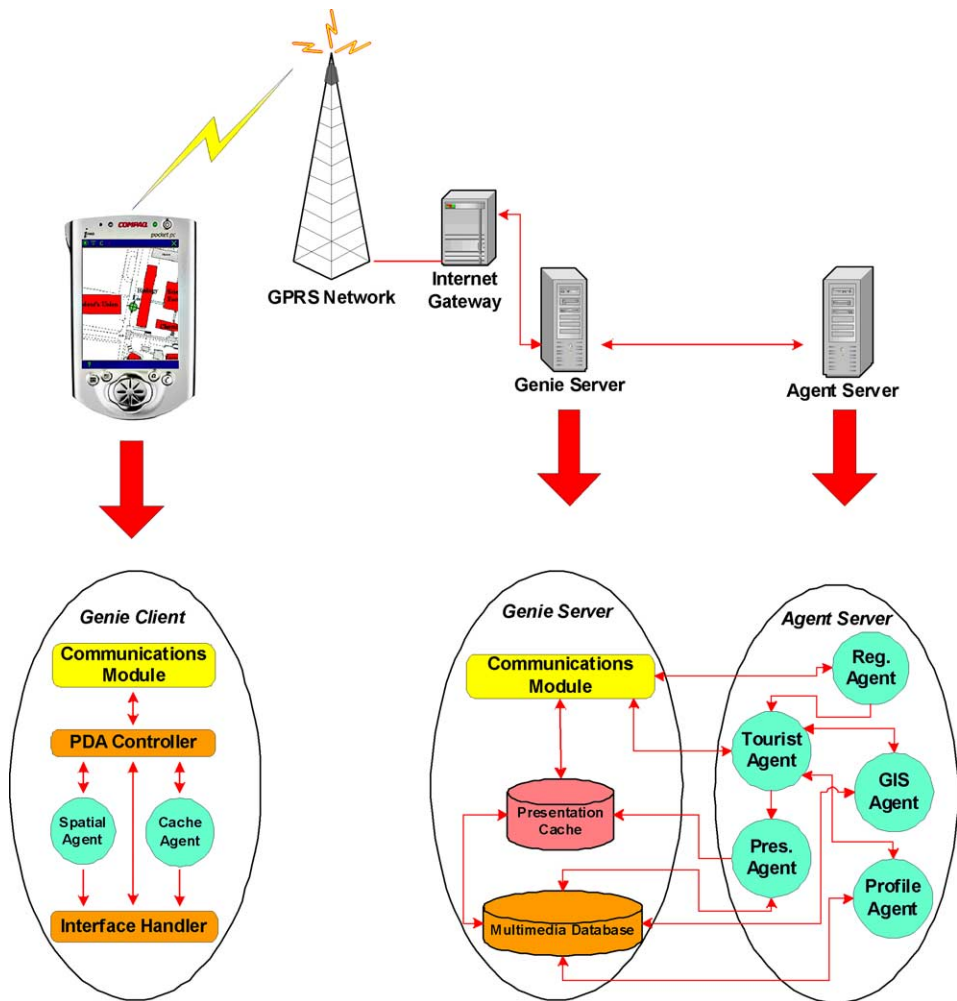 COMPAQ
pocket pc
GPRS Network
Internet
Gateway
Genie Server
Agent Server
Genie Client
Communications
Module
PDA Controller
Spatial
Agent
Cache
Agent
Interface Handler
Genie Server
Communications
Module
Presentation
Cache
Multimedia Database
Agent Server
Reg.
Agent
Tourist
Agent
GIS
Agent
Pres.
Agent
Profile
Agent